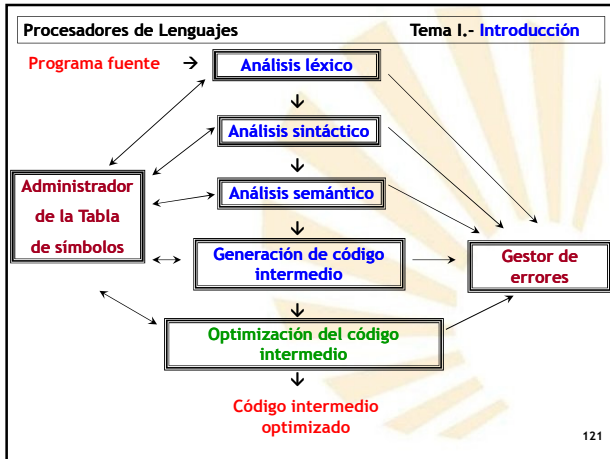 Procesadores de Lenguajes Tema I.- Introducción
Programa fuente → Análisis léxico
Análisis sintáctico
Administrador
de la Tabla
de símbolos
Análisis semántico
Generación de código
intermedio
Gestor de
errores
Optimización del código
intermedio
Código intermedio
optimizado
121